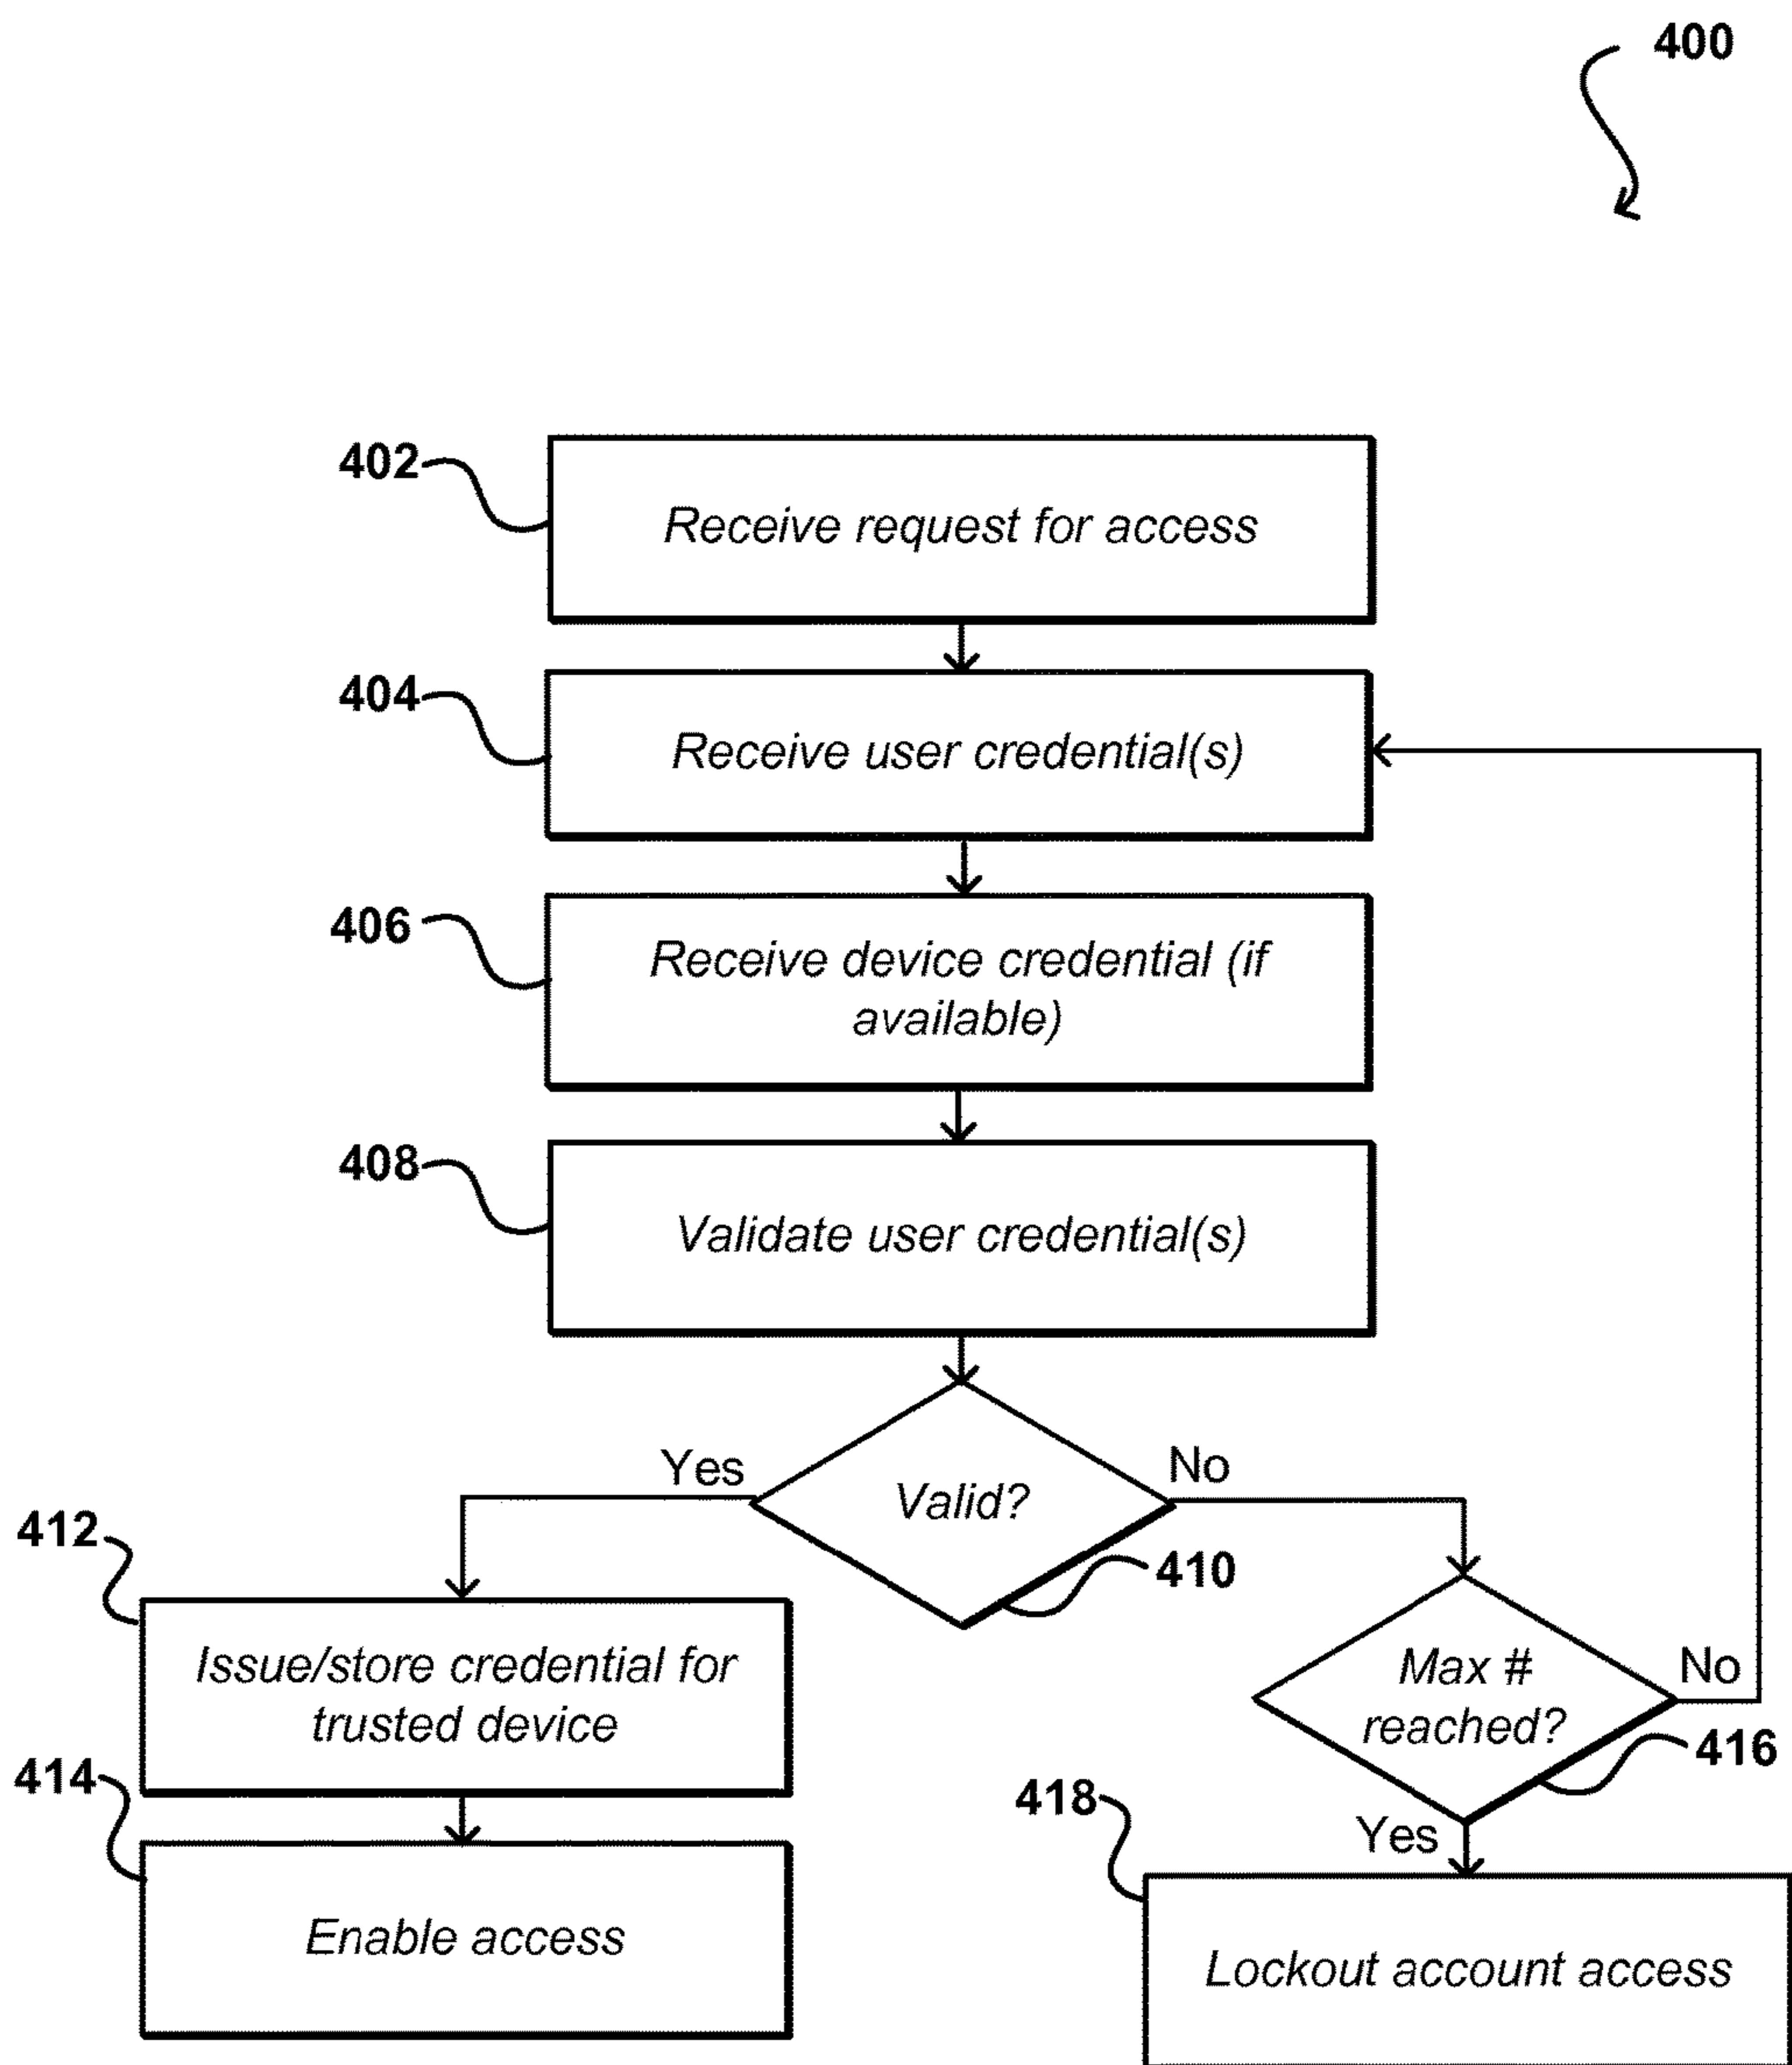 400
402
Receive request for access
404
Receive user credential(s)
406
Receive device credential (if
available)
408
Validate user credential(s)
Yes
Valid?
No
410
412
Issue/store credential for
trusted device
Max #
reached?
No
416
414
Enable access
418
Yes
Lockout account access